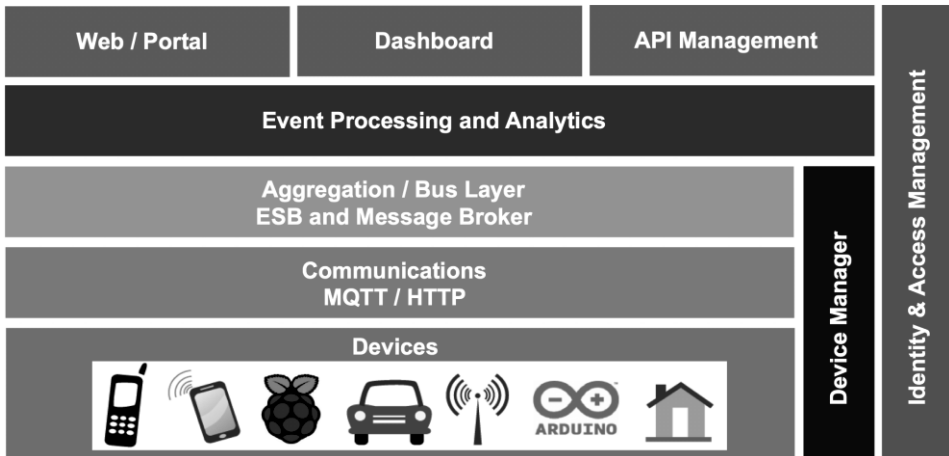 Web / Portal
Dashboard
API Management
Event Processing and Analytics
Aggregation / Bus Layer
ESB and Message Broker
Communications
MQTT / HTTP
Devices
ARDUINO
Device Manager
Identity & Access Management